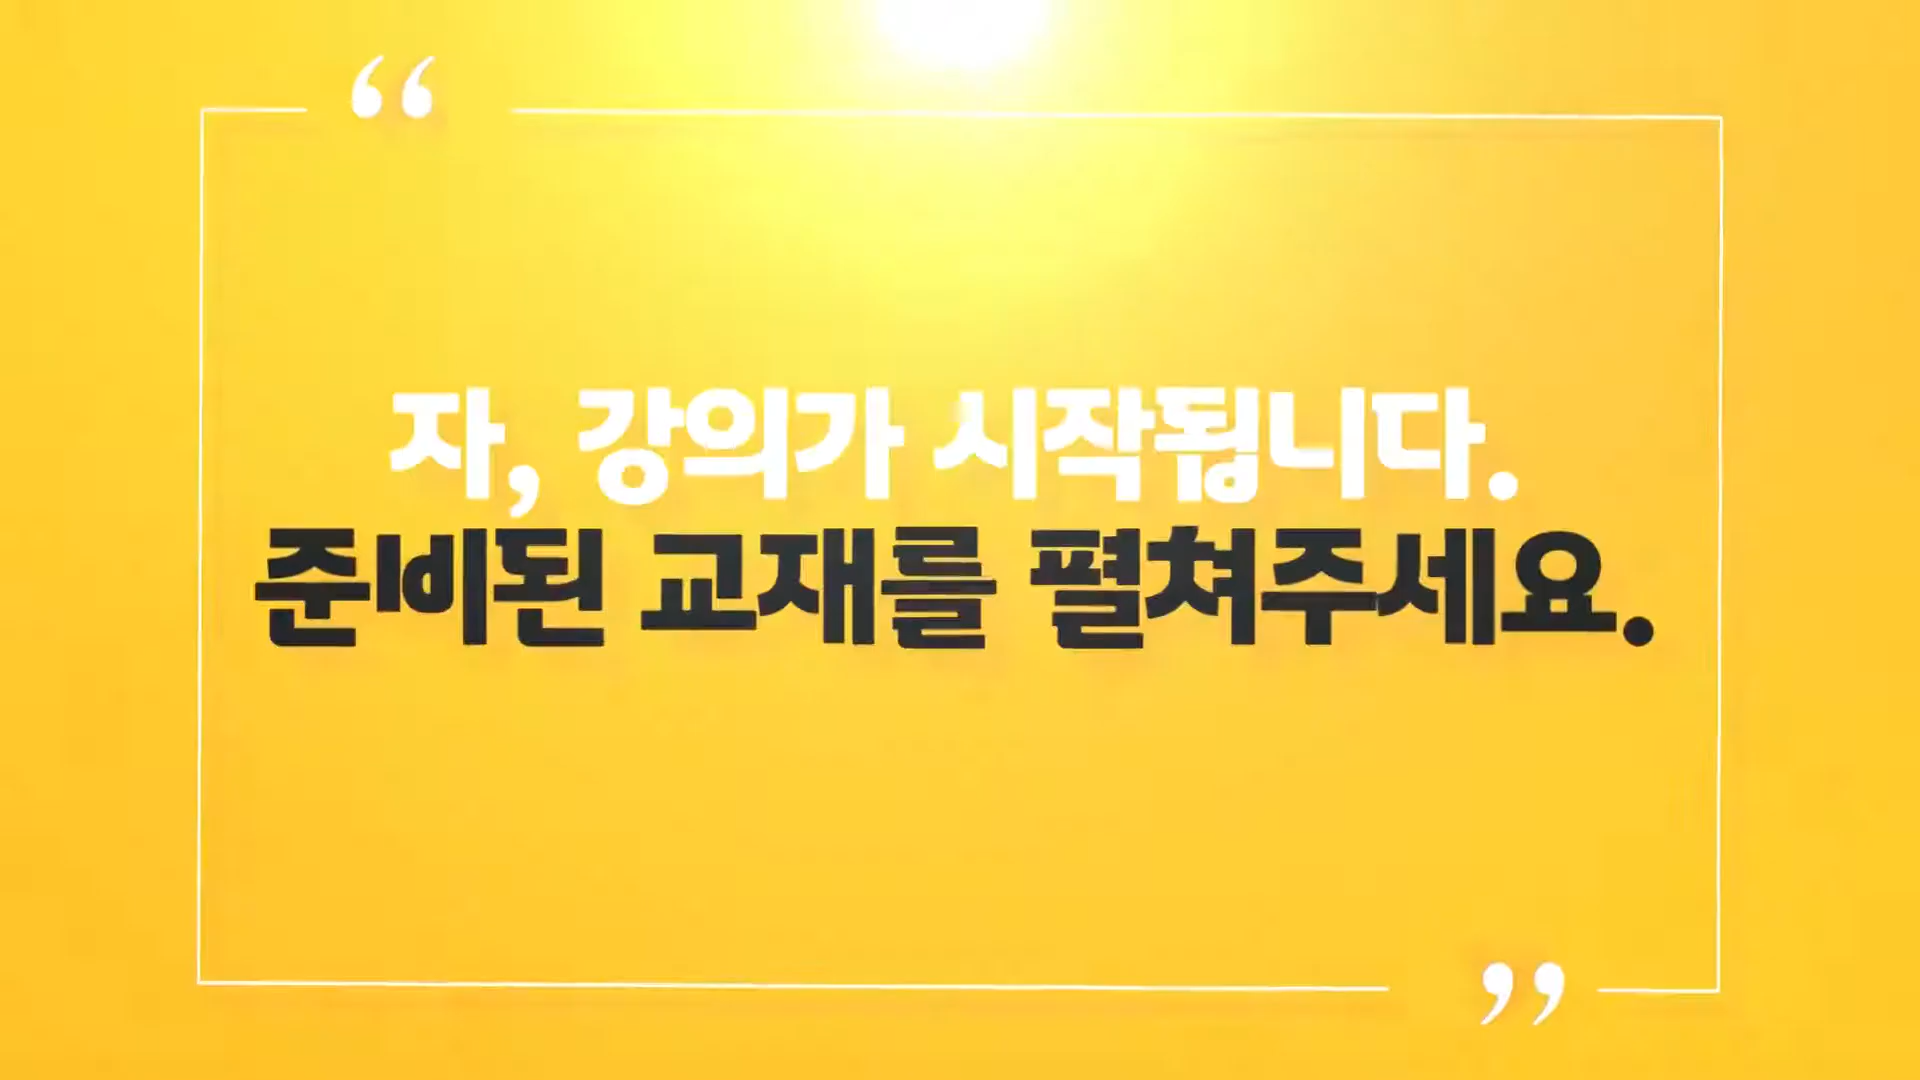 “
자, 강의가 시작됩니다.
준비된 교재를 펼쳐주세요.
”